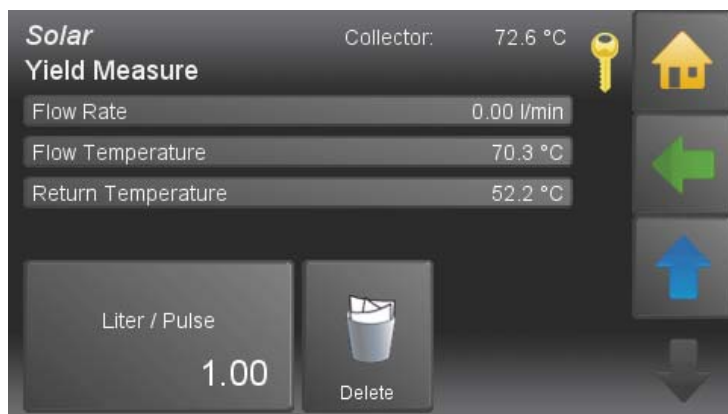 Solar Collector: 72.6 °C
Yield Measure
Flow Rate 0.00 l/min
Flow Temperature 70.3 °C
Return Temperature 52.2 °C
Liter / Pulse
1.00
Delete